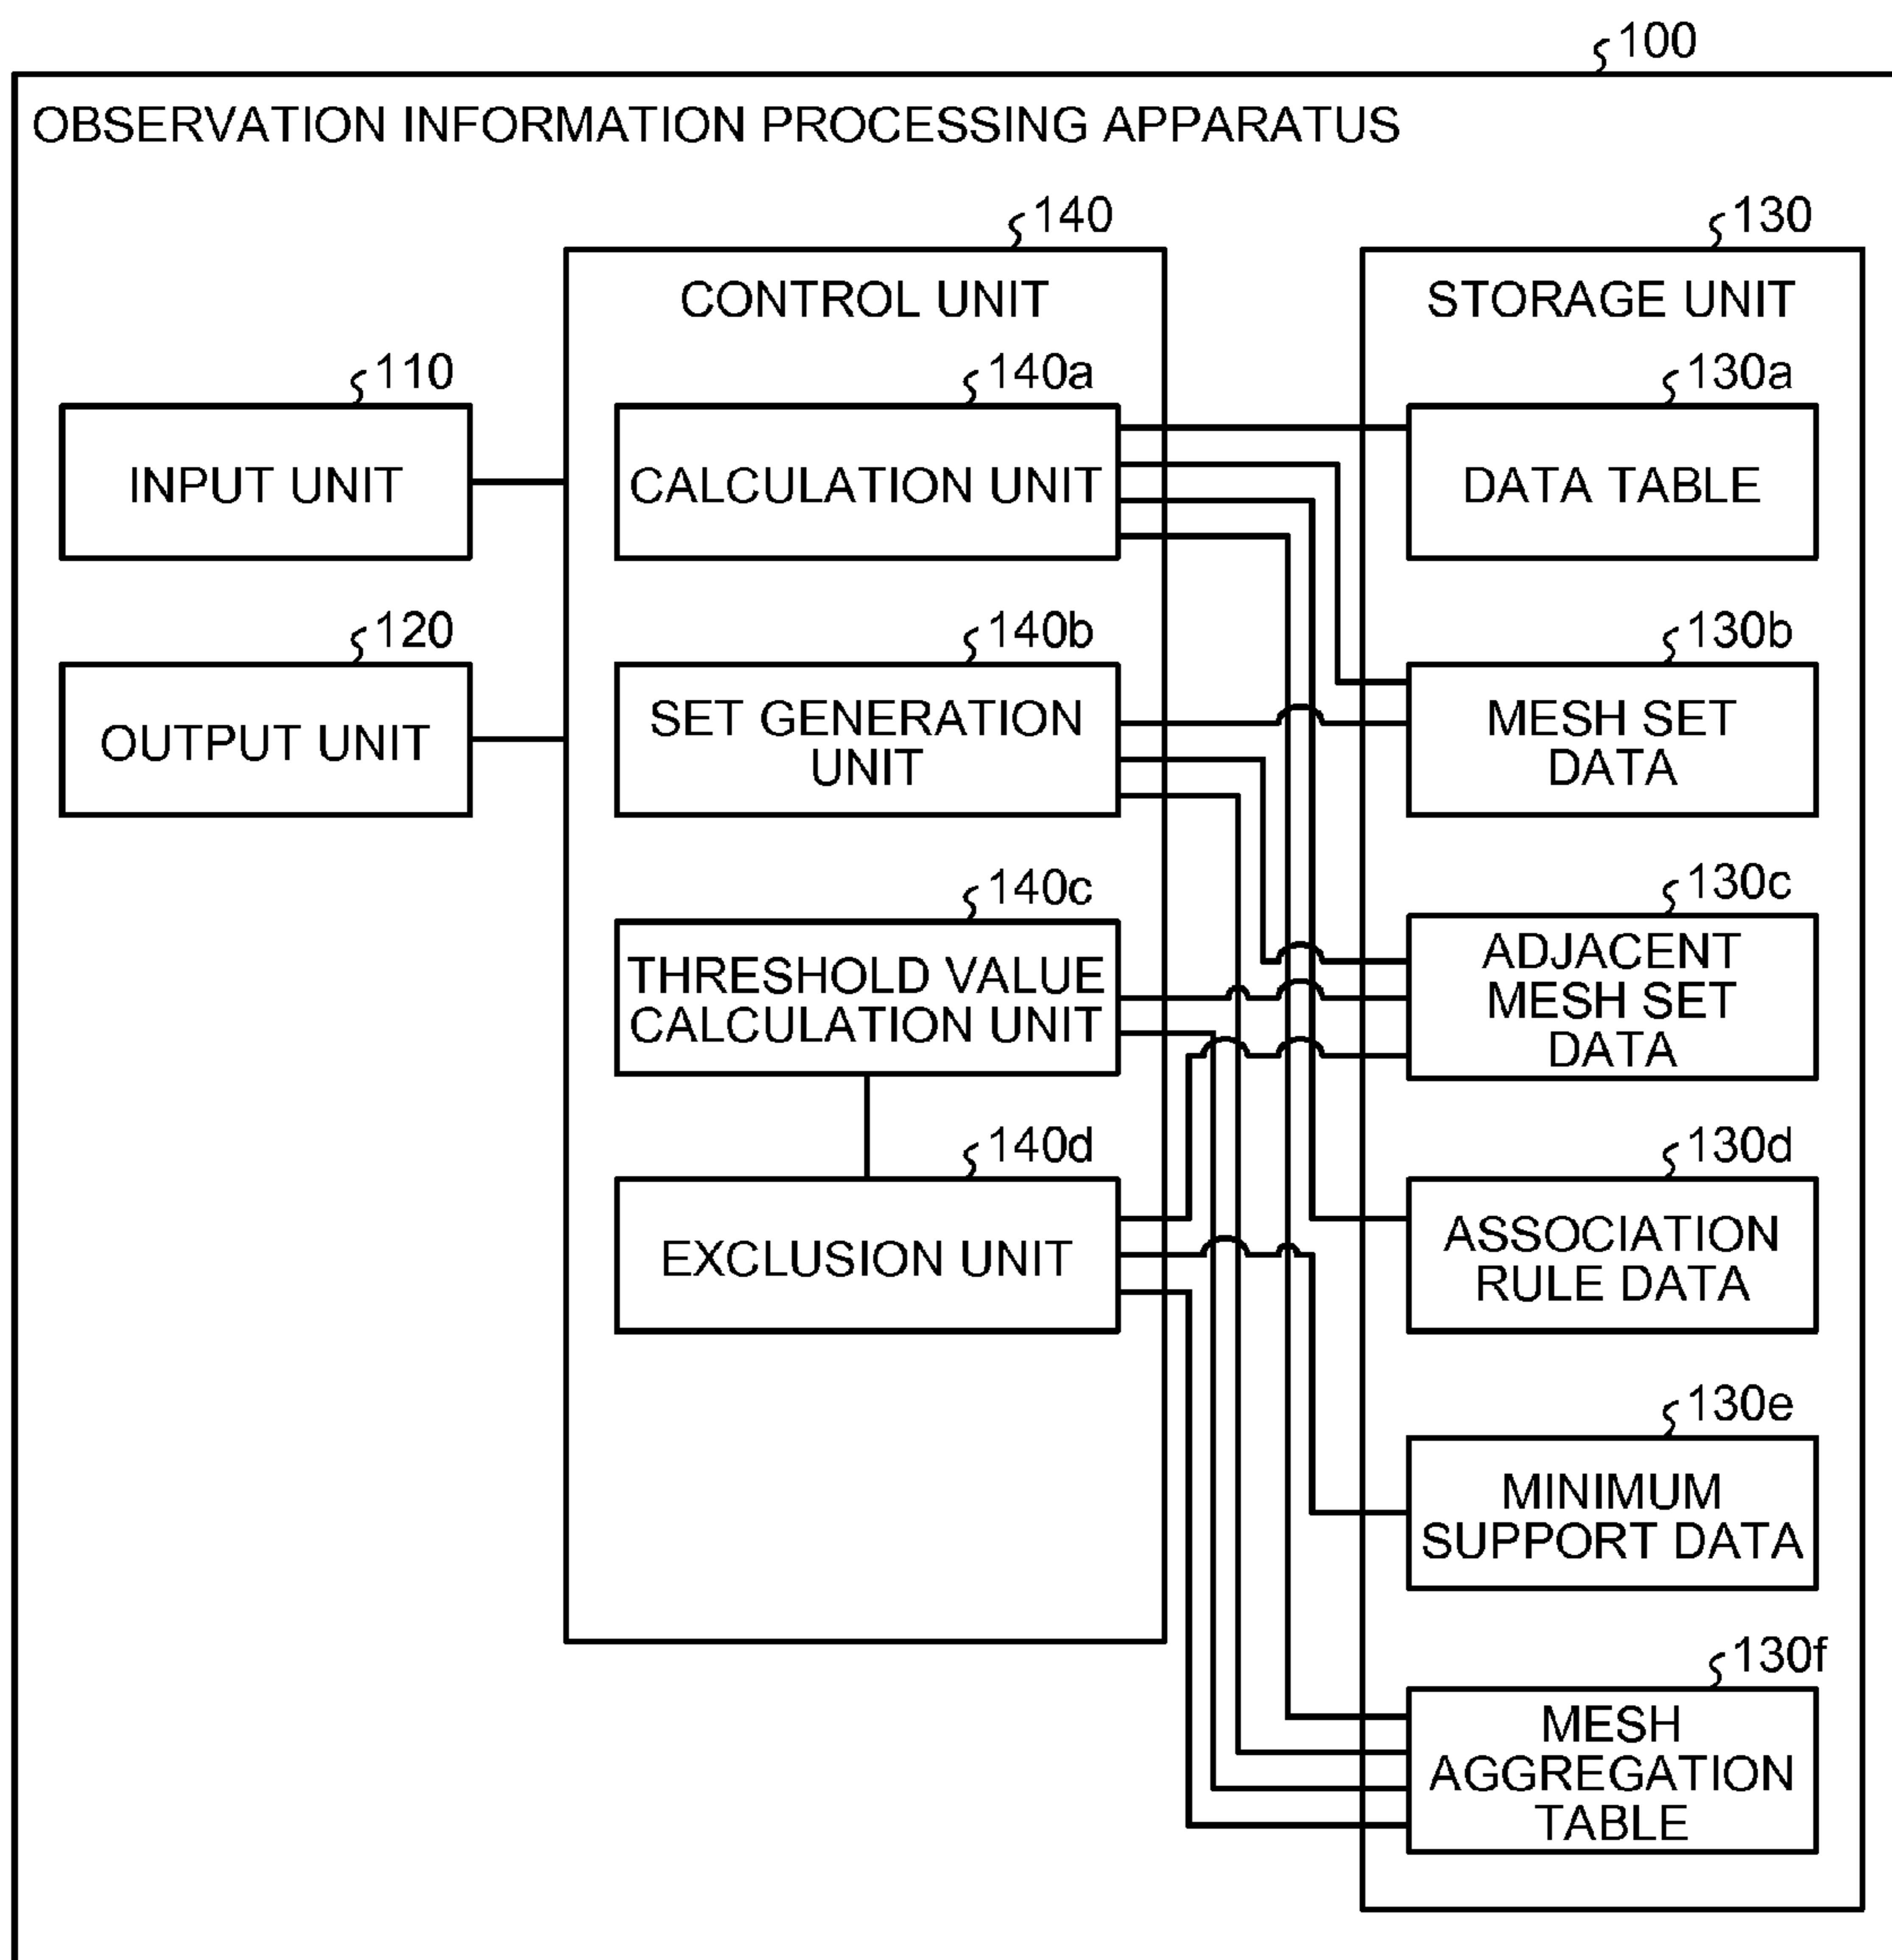 100
OBSERVATION INFORMATION PROCESSING APPARATUS
140
CONTROL UNIT
130
STORAGE UNIT
110
INPUT UNIT
140a
CALCULATION UNIT
130a
DATA TABLE
120
OUTPUT UNIT
140b
SET GENERATION
UNIT
130b
MESH SET
DATA
140c
THRESHOLD VALUE
CALCULATION UNIT
130c
ADJACENT
MESH SET
DATA
140d
EXCLUSION UNIT
130d
ASSOCIATION
RULE DATA
130e
MINIMUM
SUPPORT DATA
130f
MESH
AGGREGATION
TABLE